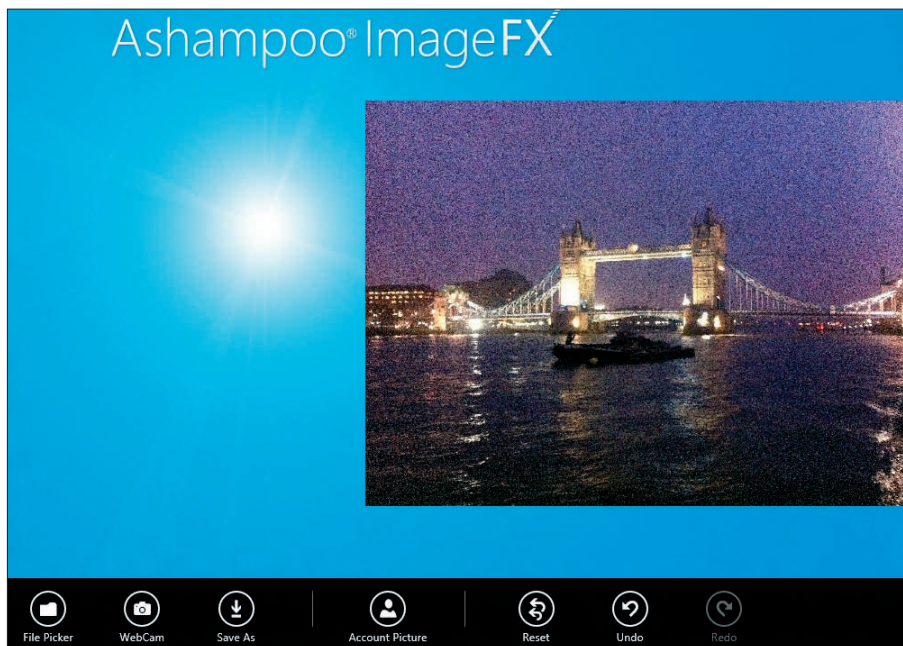 Ashampoo® ImageFX
File Picker WebCam Save As Account Picture Reset Undo Redo